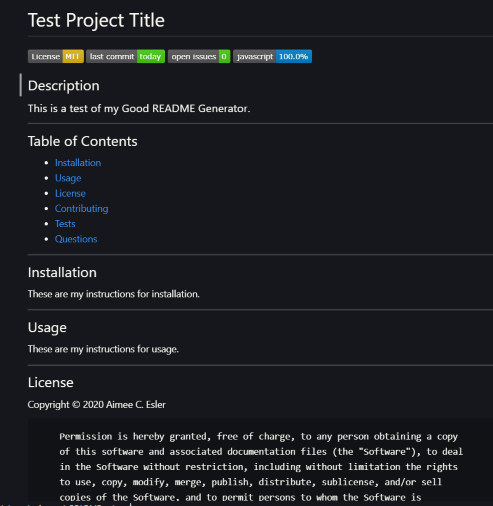 Test Project Title
License MIT last commit today open issues 0 javascript 100.0%
Description
This is a test of my Good README Generator.
Table of Contents
Installation
Usage
License
Contributing
Tests
Questions
Installation
These are my instructions for installation.
Usage
These are my instructions for usage.
License
Copyright © 2020 Aimee C. Esler
Permission is hereby granted, free of charge, to any person obtaining a copy
of this software and associated documentation files (the "Software"), to deal
in the Software without restriction, including without limitation the rights
to use, copy, modify, merge, publish, distribute, sublicense, and/or sell
copies of the Software, and to permit persons to whom the Software is